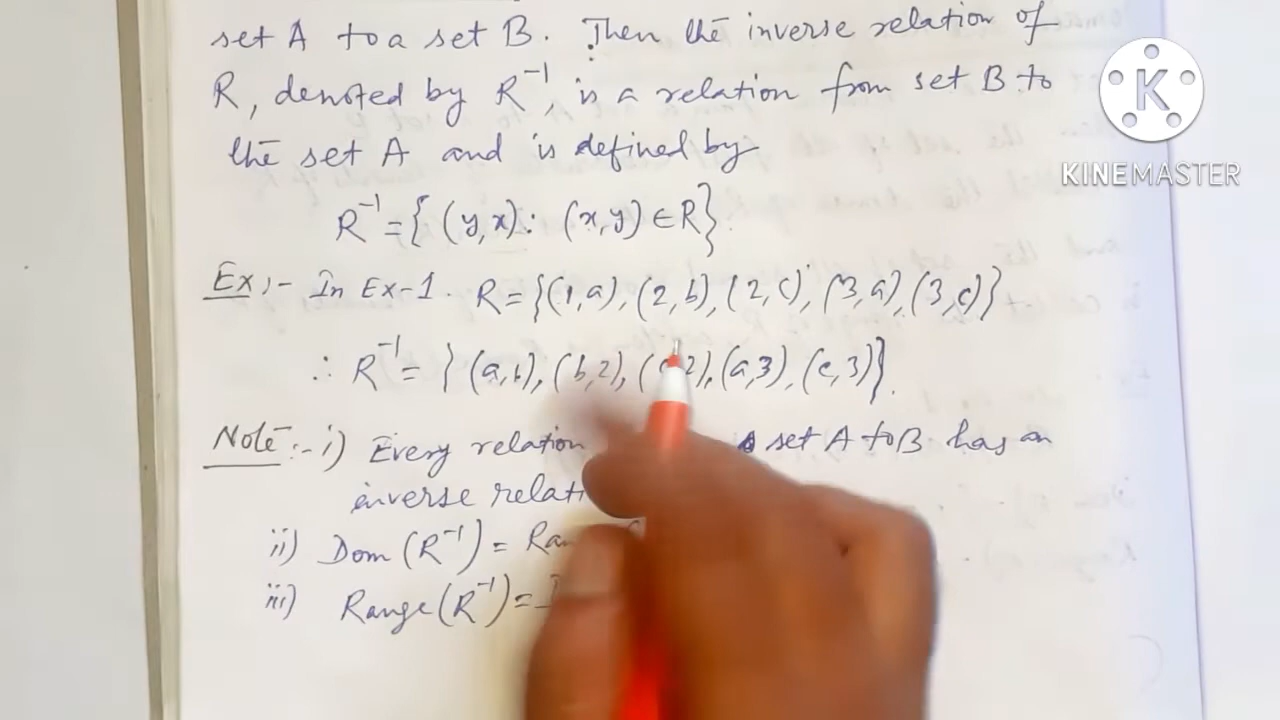 set A to a set B. Then the inverse relation of
R, denoted by R⁻¹, is a relation from set B to
the set A and is defined by
R⁻¹ = { (y,x): (x,y) ∈ R}.
Ex:- In Ex-1. R = {(1,a), (2,b), (2,c), (3,a), (3,c)}
∴ R⁻¹ = {(a,1), (b,2), (c,2), (a,3), (c,3)}.
Note:- i) Every relation set A to B has an
inverse
ii) Dom (R⁻¹) =
iii) Range (R⁻¹) =
K
KINEMASTER